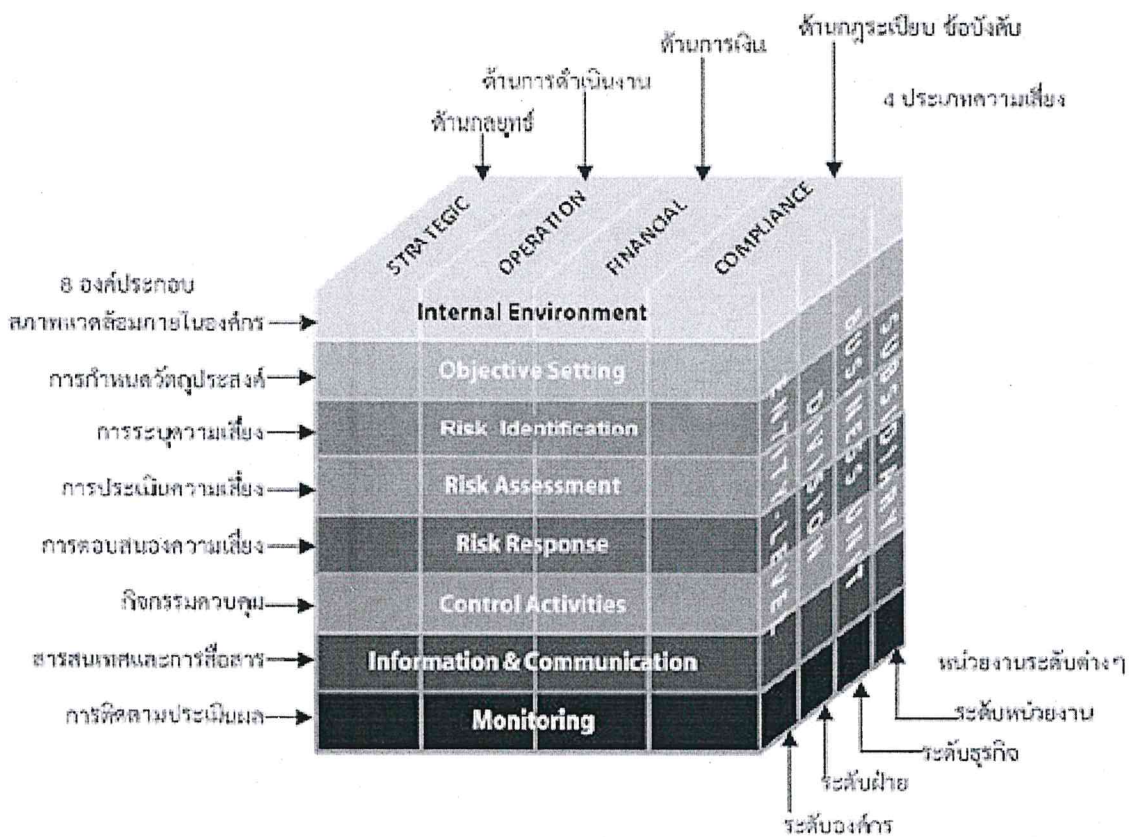 ด้านกฎระเบียบ ข้อบังคับ
ด้านการเงิน
ด้านการดำเนินงาน
ด้านกลยุทธ์
4 ประเภทความเสี่ยง
STRATEGIC
OPERATION
FINANCIAL
COMPLIANCE
8 องค์ประกอบ
สภาพแวดล้อมภายในองค์กร
Internal Environment
การกำหนดวัตถุประสงค์
Objective Setting
การระบุความเสี่ยง
Risk Identification
การประเมินความเสี่ยง
Risk Assessment
การตอบสนองความเสี่ยง
Risk Response
กิจกรรมควบคุม
Control Activities
สารสนเทศและการสื่อสาร
Information & Communication
การติดตามประเมินผล
Monitoring
ENTITY-LEVEL
DIVISION
BUSINESS UNIT
SUBSIDIARY
หน่วยงานระดับต่างๆ
ระดับหน่วยงาน
ระดับธุรกิจ
ระดับฝ่าย
ระดับองค์กร